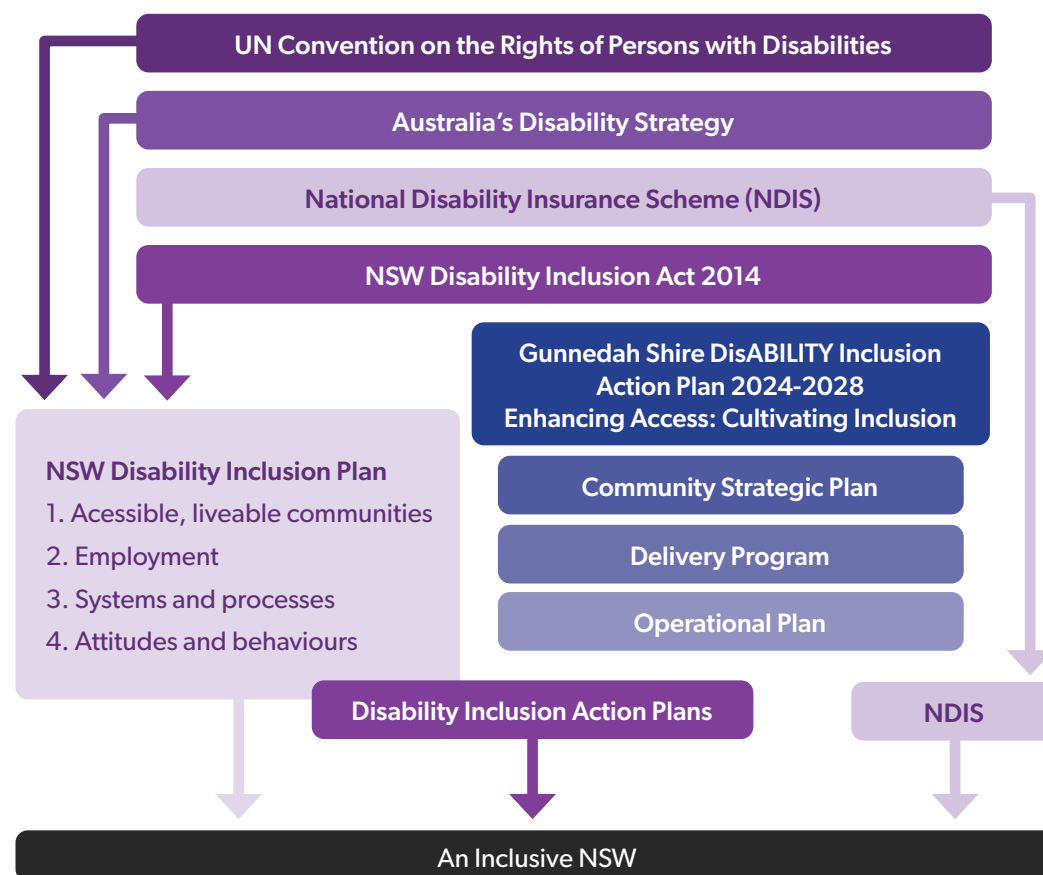 UN Convention on the Rights of Persons with Disabilities
Australia’s Disability Strategy
National Disability Insurance Scheme (NDIS)
NSW Disability Inclusion Act 2014
Gunnedah Shire DisABILITY Inclusion
Action Plan 2024-2028
Enhancing Access: Cultivating Inclusion
Community Strategic Plan
Delivery Program
Operational Plan
NSW Disability Inclusion Plan
1. Acessible, liveable communities
2. Employment
3. Systems and processes
4. Attitudes and behaviours
Disability Inclusion Action Plans
NDIS
An Inclusive NSW